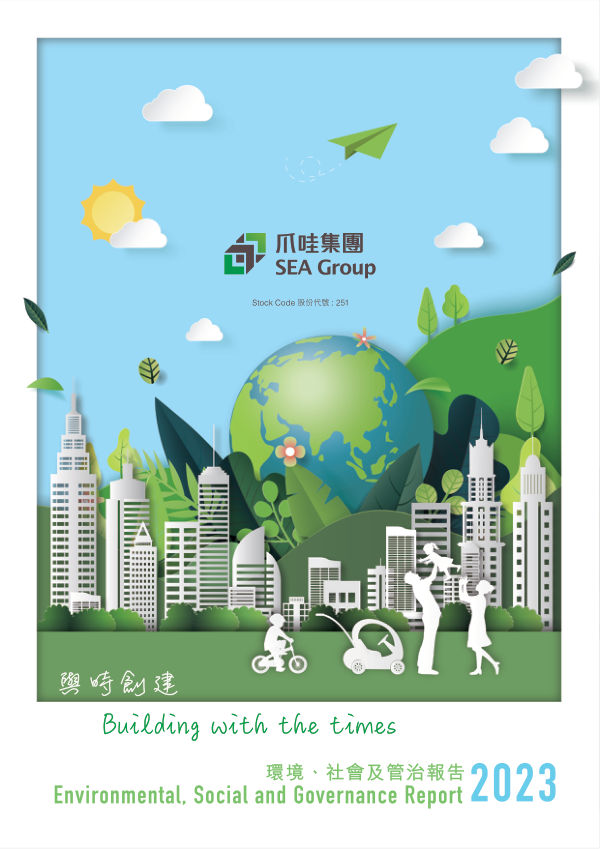 爪哇集團
SEA Group
Stock Code 股份代號 : 251
與時創建
Building with the times
環境、社會及管治報告
Environmental, Social and Governance Report 2023